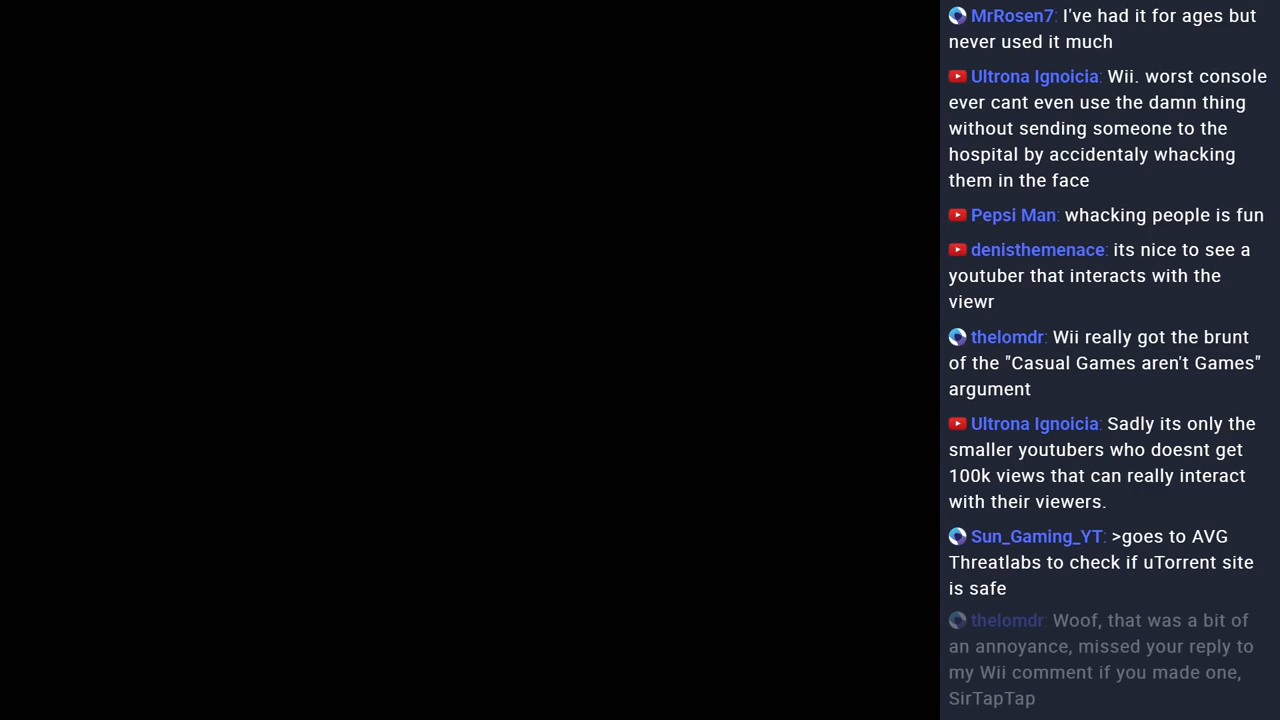 MrRosen7: I've had it for ages but
never used it much
Ultrona Ignoicia: Wii. worst console
ever cant even use the damn thing
without sending someone to the
hospital by accidentaly whacking
them in the face
Pepsi Man: whacking people is fun
denisthemenace: its nice to see a
youtuber that interacts with the
viewr
thelomdr: Wii really got the brunt
of the "Casual Games aren't Games"
argument
Ultrona Ignoicia: Sadly its only the
smaller youtubers who doesnt get
100k views that can really interact
with their viewers.
Sun_Gaming_YT: >goes to AVG
Threatlabs to check if uTorrent site
is safe
thelomdr: Woof, that was a bit of
an annoyance, missed your reply to
my Wii comment if you made one,
SirTapTap